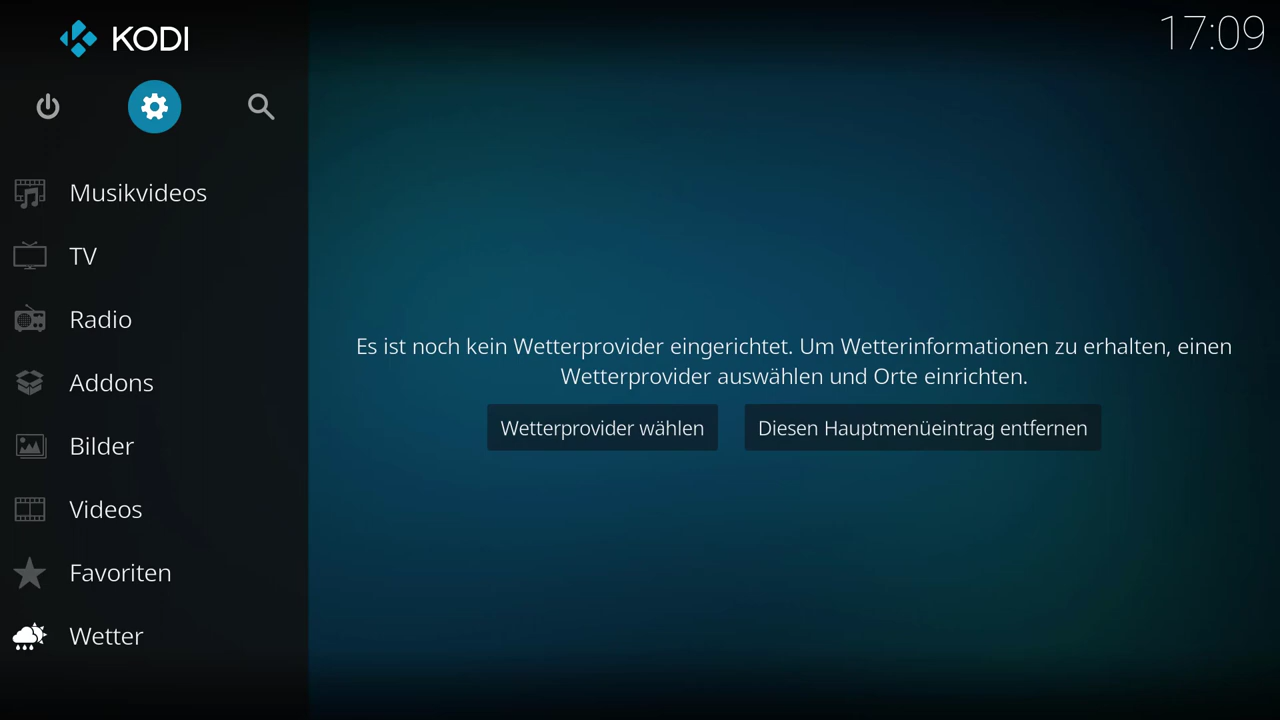 KODI
17:09
Musikvideos
TV
Radio
Addons
Bilder
Videos
Favoriten
Wetter
Es ist noch kein Wetterprovider eingerichtet. Um Wetterinformationen zu erhalten, einen
Wetterprovider auswählen und Orte einrichten.
Wetterprovider wählen
Diesen Hauptmenüeintrag entfernen